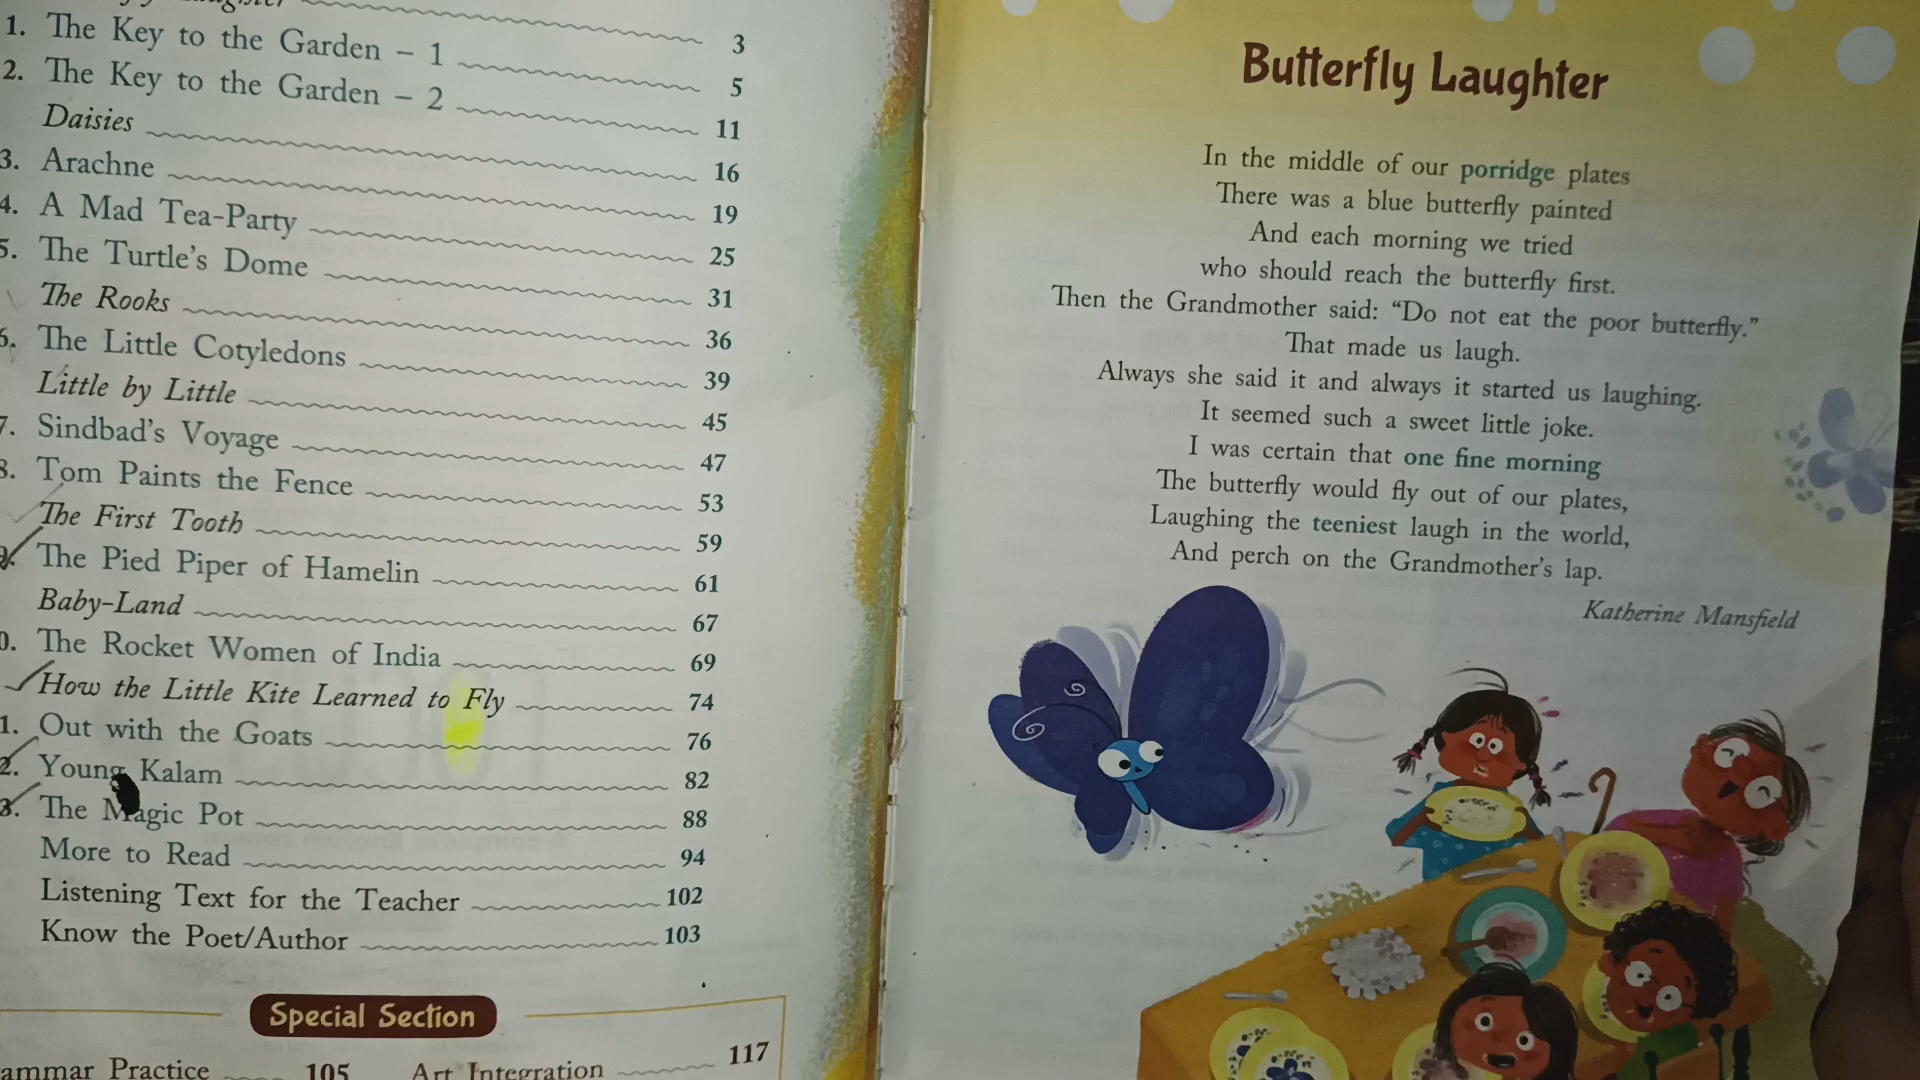 Laughter 3
1. The Key to the Garden – 1 5
2. The Key to the Garden – 2 11
Daisies 16
3. Arachne 19
4. A Mad Tea-Party 25
5. The Turtle's Dome 31
The Rooks 36
6. The Little Cotyledons 39
Little by Little 45
7. Sindbad's Voyage 47
8. Tom Paints the Fence 53
The First Tooth 59
9. The Pied Piper of Hamelin 61
Baby-Land 67
0. The Rocket Women of India 69
How the Little Kite Learned to Fly 74
1. Out with the Goats 76
2. Young Kalam 82
3. The Magic Pot 88
More to Read 94
Listening Text for the Teacher 102
Know the Poet/Author 103
Special Section
ammar Practice 105 Art Integration 117
Butterfly Laughter
In the middle of our porridge plates
There was a blue butterfly painted
And each morning we tried
who should reach the butterfly first.
Then the Grandmother said: “Do not eat the poor butterfly.”
That made us laugh.
Always she said it and always it started us laughing.
It seemed such a sweet little joke.
I was certain that one fine morning
The butterfly would fly out of our plates,
Laughing the teeniest laugh in the world,
And perch on the Grandmother's lap.
Katherine Mansfield